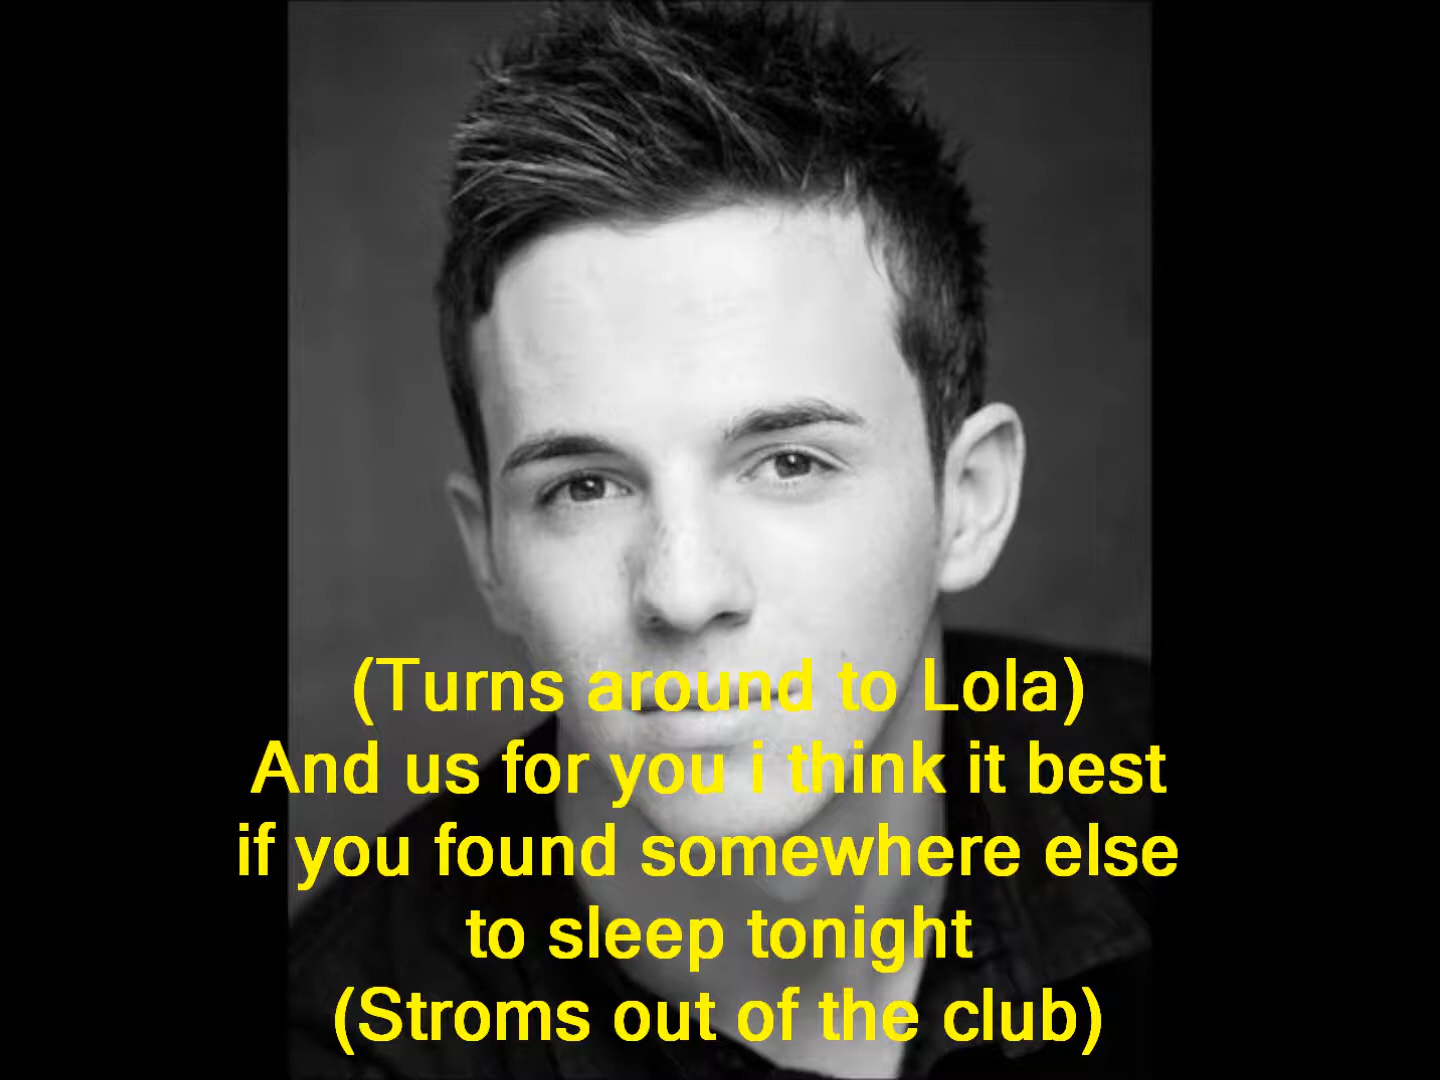 (Turns around to Lola)
And us for you i think it best
if you found somewhere else
to sleep tonight
(Stroms out of the club)